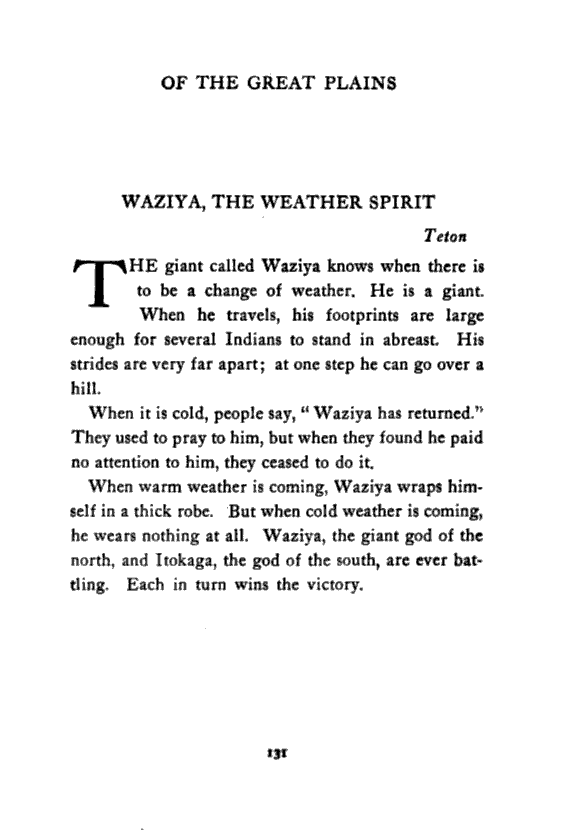 OF THE GREAT PLAINS
WAZIYA, THE WEATHER SPIRIT
Teton
THE giant called Waziya knows when there is
to be a change of weather. He is a giant.
When he travels, his footprints are large
enough for several Indians to stand in abreast. His
strides are very far apart; at one step he can go over a
hill.
When it is cold, people say, “ Waziya has returned.”
They used to pray to him, but when they found he paid
no attention to him, they ceased to do it.
When warm weather is coming, Waziya wraps him-
self in a thick robe. But when cold weather is coming,
he wears nothing at all. Waziya, the giant god of the
north, and Itokaga, the god of the south, are ever bat-
tling. Each in turn wins the victory.
131